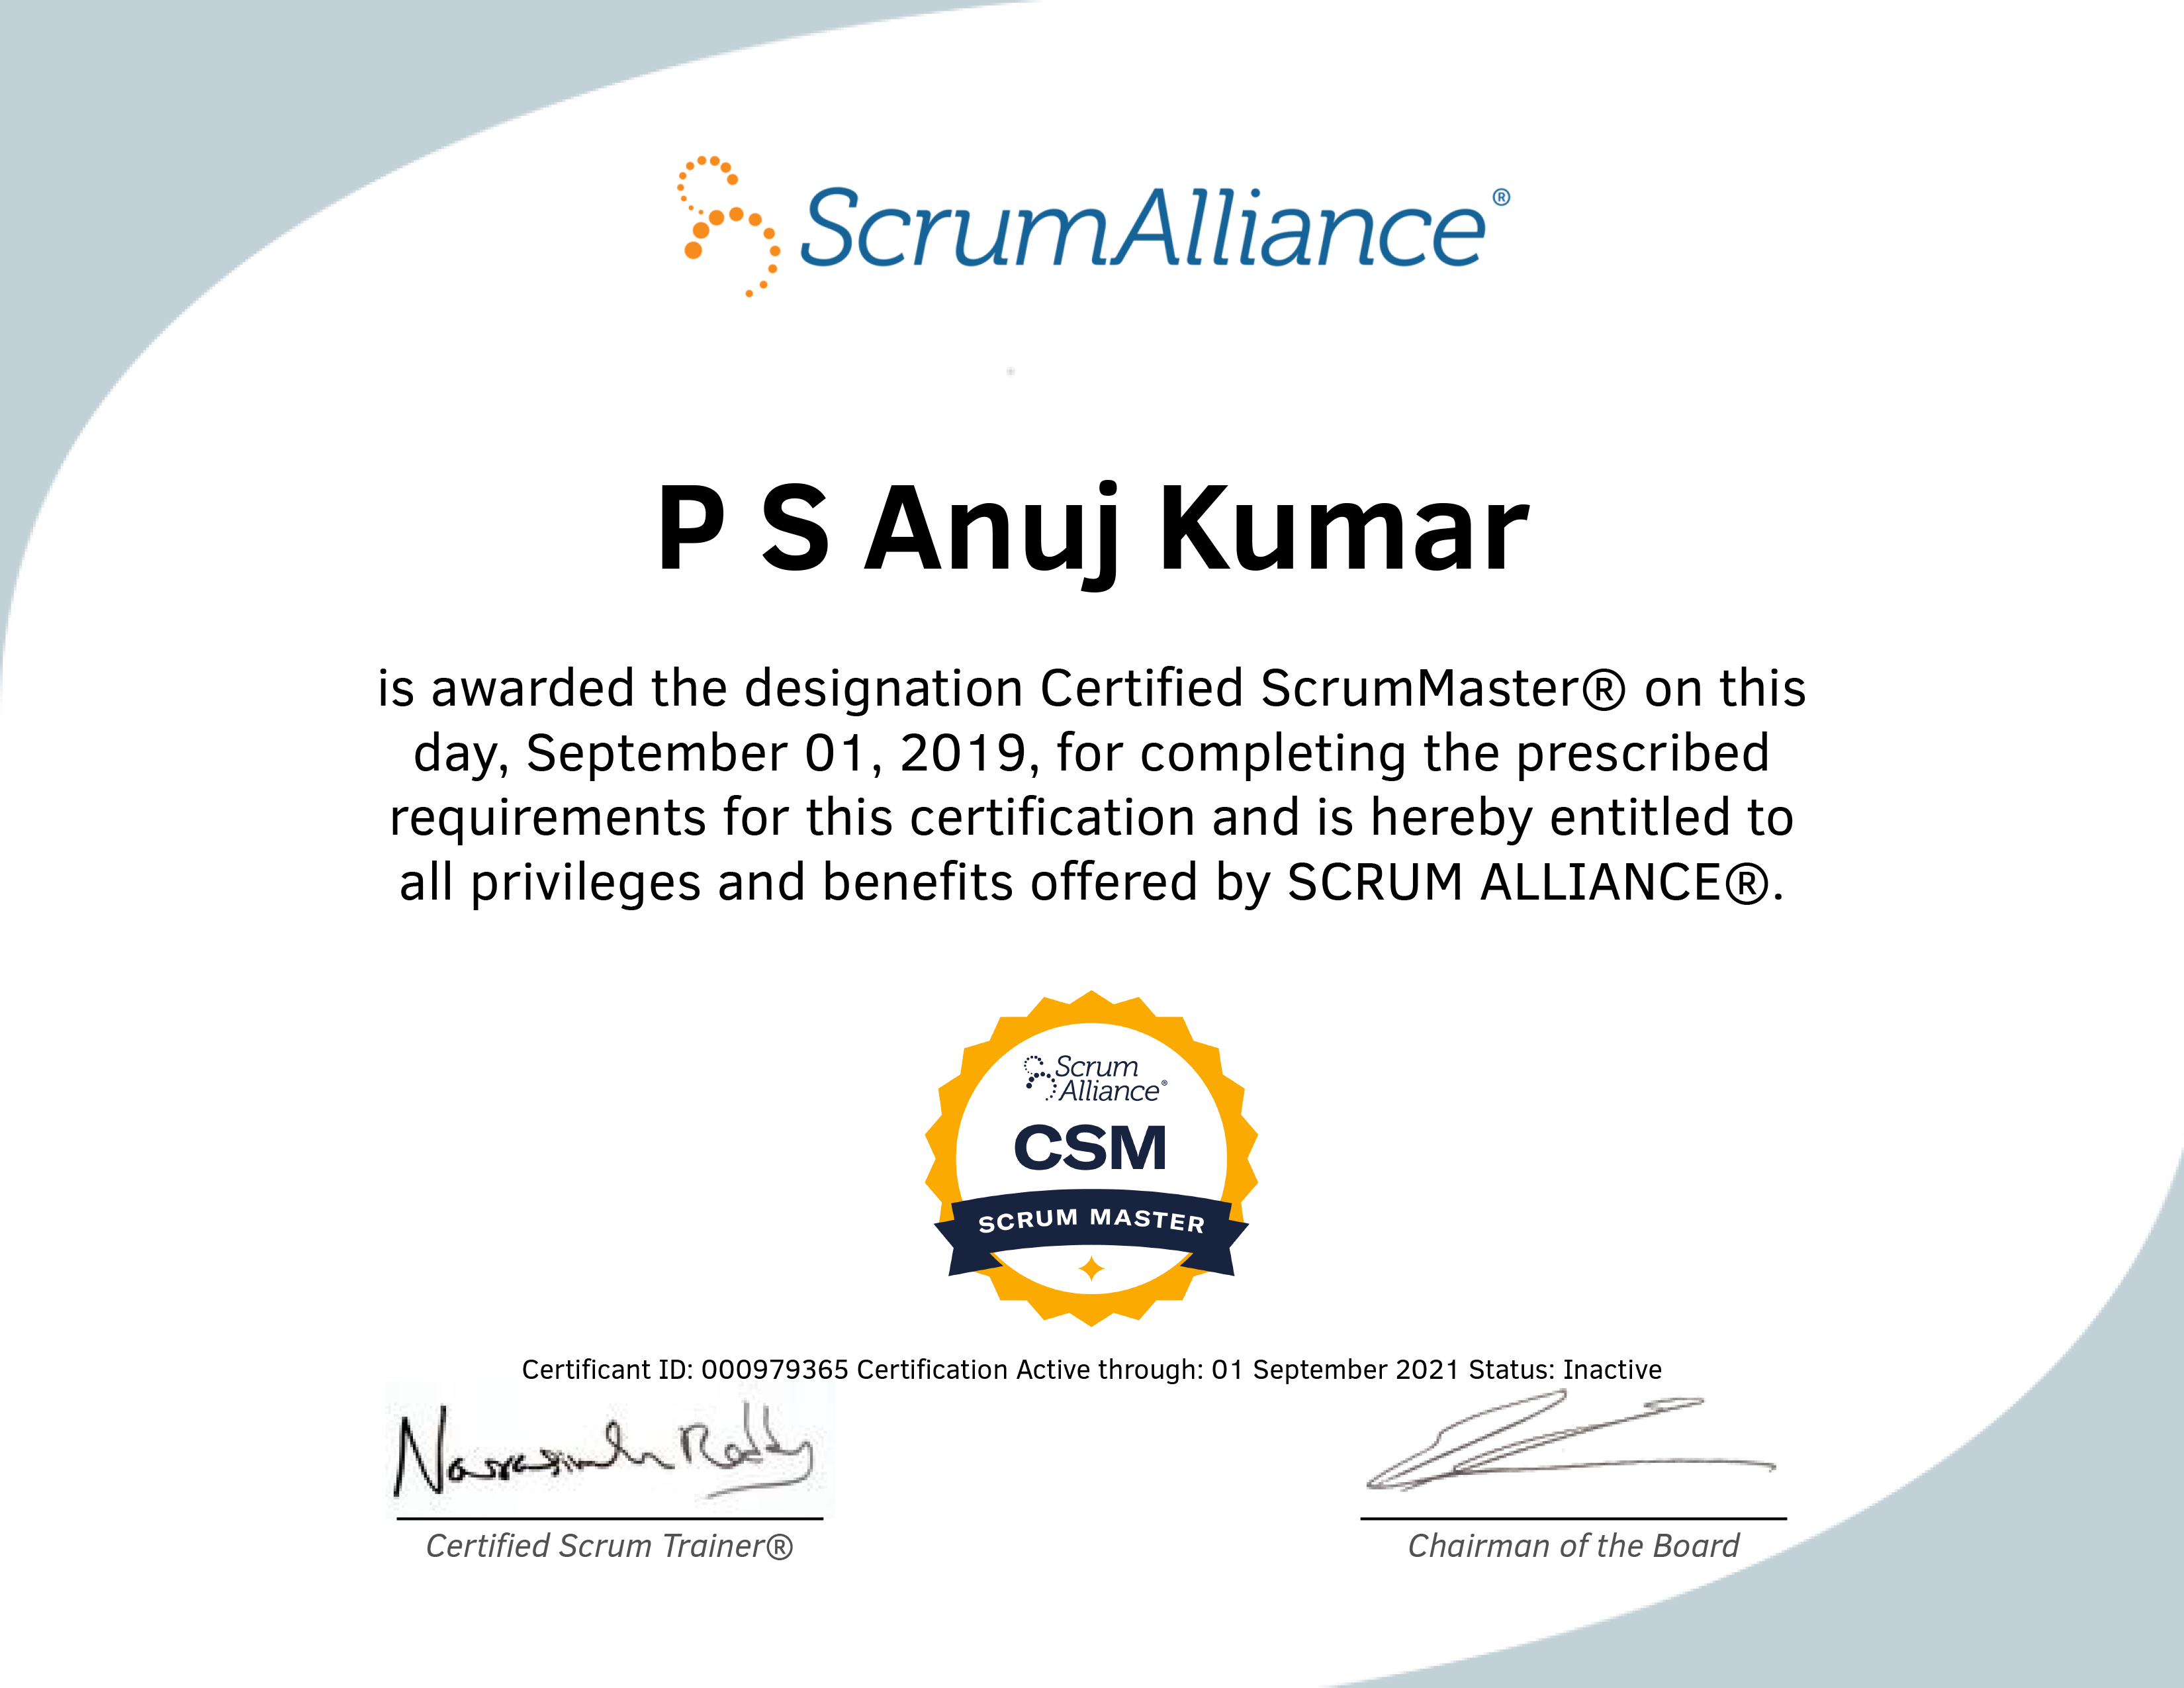 ScrumAlliance®
P S Anuj Kumar
is awarded the designation Certified ScrumMaster® on this
day, September 01, 2019, for completing the prescribed
requirements for this certification and is hereby entitled to
all privileges and benefits offered by SCRUM ALLIANCE®.
Scrum
Alliance®
CSM
SCRUM MASTER
Certificant ID: 000979365 Certification Active through: 01 September 2021 Status: Inactive
Certified Scrum Trainer®
Chairman of the Board